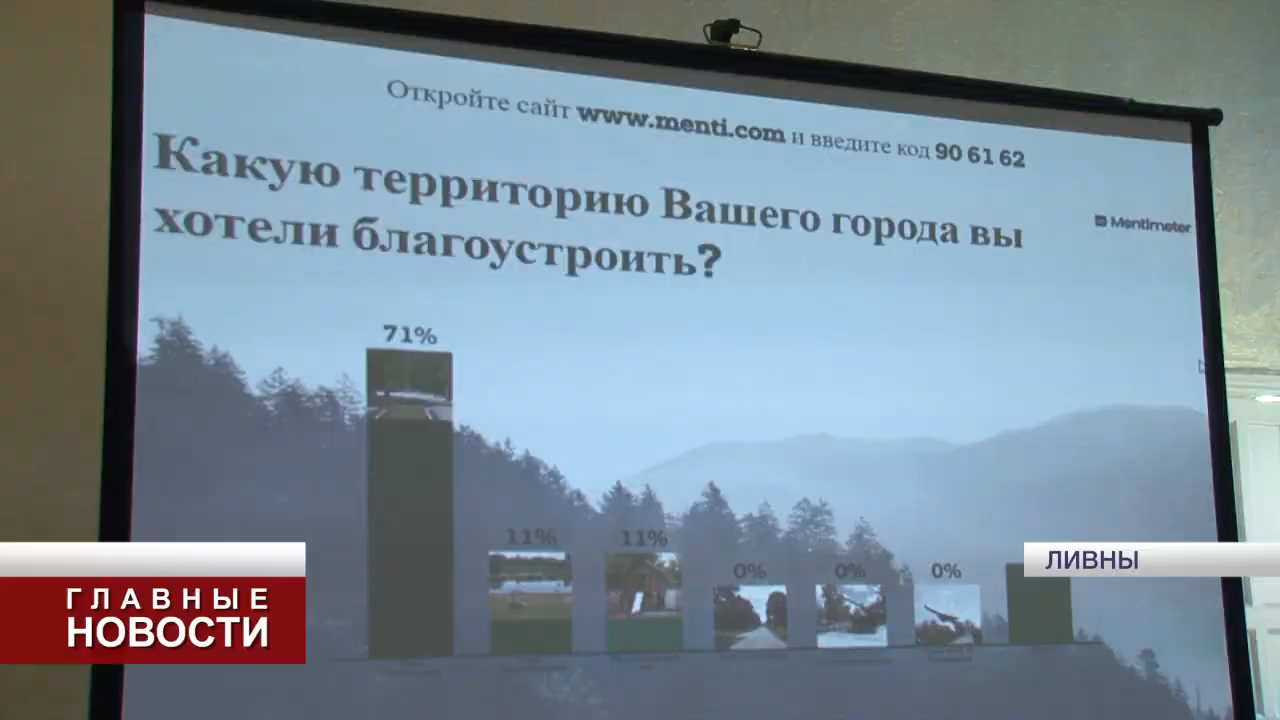 Откройте сайт www.menti.com и введите код 90 61 62
Какую территорию Вашего города вы
хотели благоустроить?
Mentimeter
71%
11%
11%
0%
0%
0%
ЛИВНЫ
ГЛАВНЫЕ
НОВОСТИ